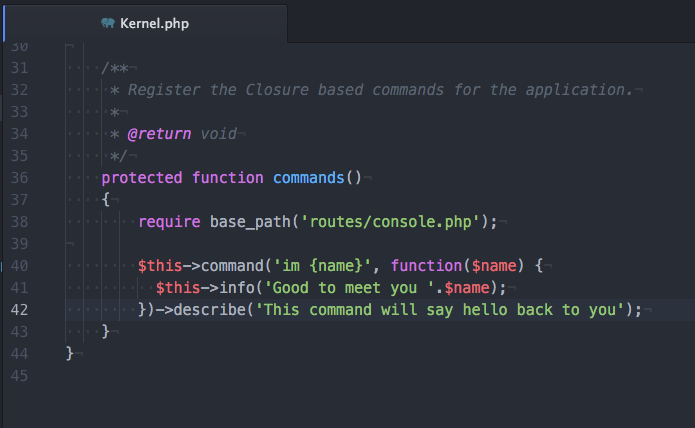 Kernel.php
30
31 /**
32 * Register the Closure based commands for the application.
33 *
34 * @return void
35 */
36 protected function commands()
37 {
38 require base_path('routes/console.php');
39
40 $this->command('im {name}', function($name) {
41 $this->info('Good to meet you '.$name);
42 })->describe('This command will say hello back to you');
43 }
44 }
45